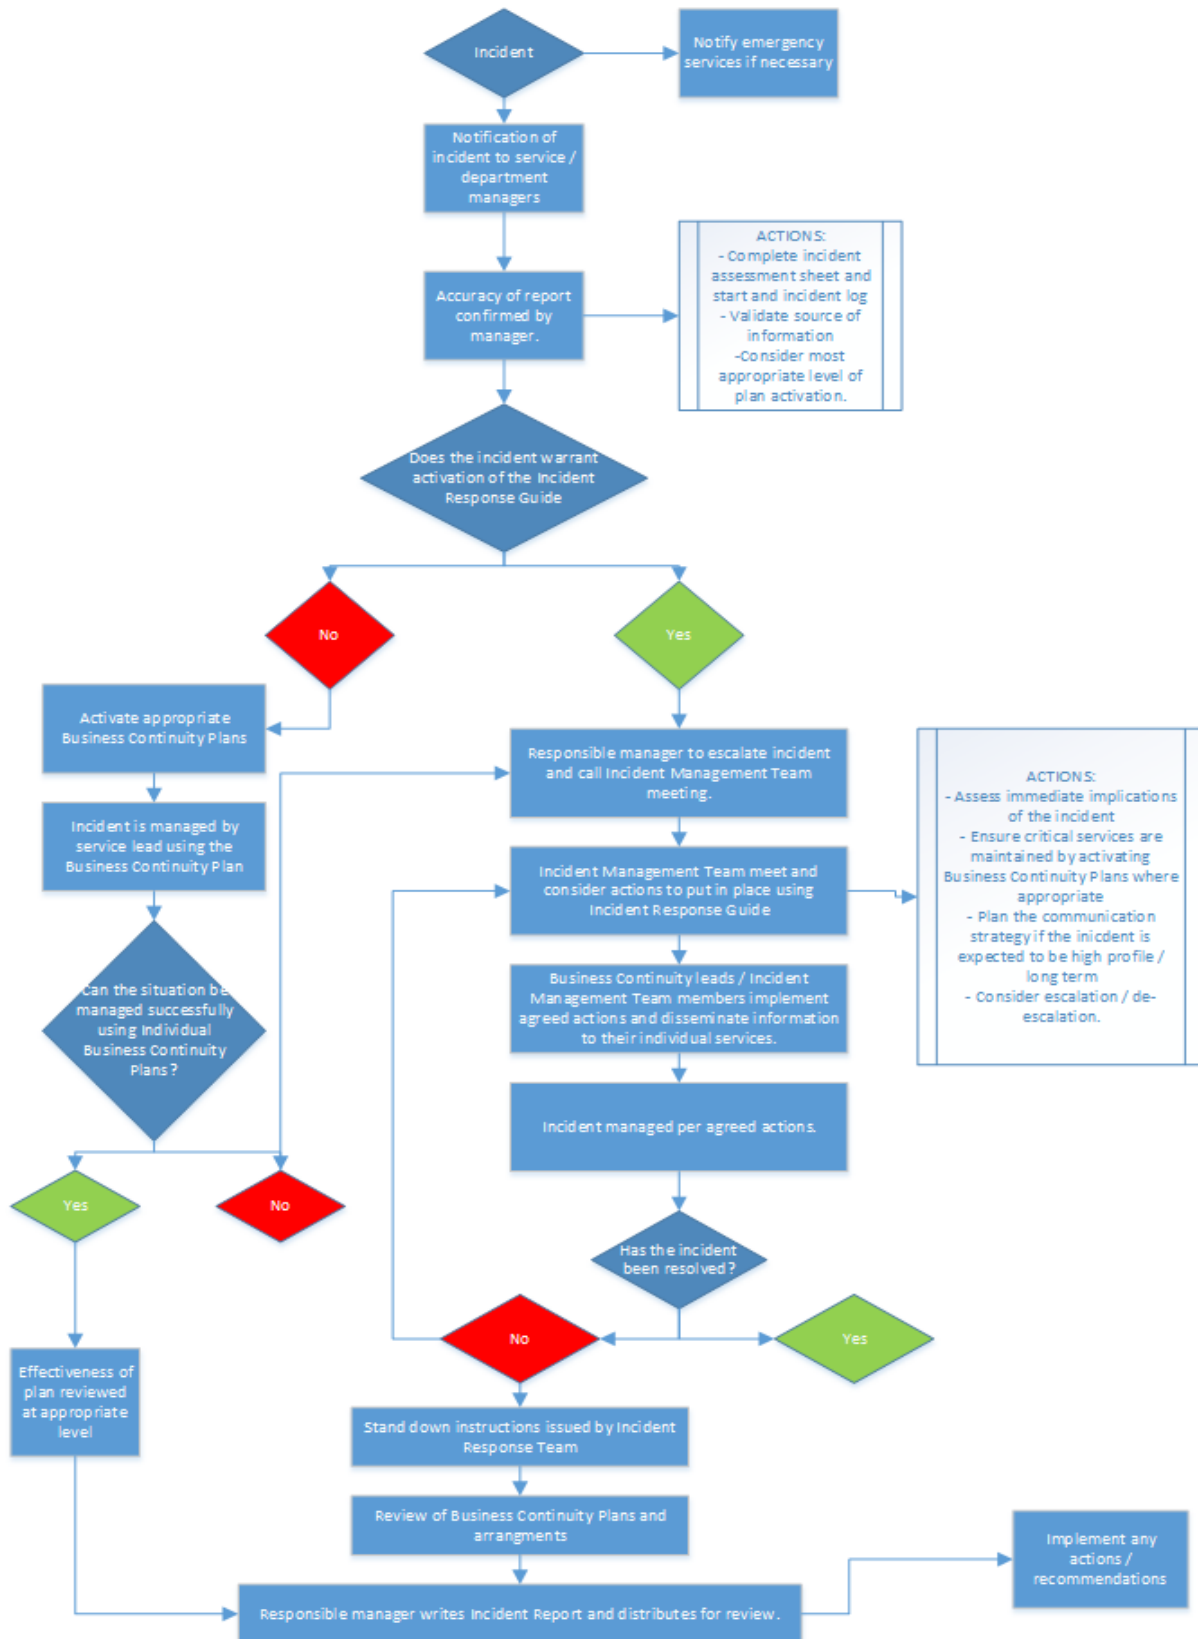 Incident
Notify emergency
services if necessary
Notification of
incident to service /
department
managers
Accuracy of report
confirmed by
manager.
ACTIONS:
- Complete incident
assessment sheet and
start and incident log
- Validate source of
information
-Consider most
appropriate level of
plan activation.
Does the incident warrant
activation of the Incident
Response Guide
No
Yes
Activate appropriate
Business Continuity Plans
Incident is managed by
service lead using the
Business Continuity Plan
Can the situation be
managed successfully
using Individual
Business Continuity
Plans?
Yes
No
Responsible manager to escalate incident
and call Incident Management Team
meeting.
Incident Management Team meet and
consider actions to put in place using
Incident Response Guide
ACTIONS:
- Assess immediate implications
of the incident
- Ensure critical services are
maintained by activating
Business Continuity Plans where
appropriate
- Plan the communication
strategy if the inicdent is
expected to be high profile /
long term
- Consider escalation / de-
escalation.
Business Continuity leads / Incident
Management Team members implement
agreed actions and disseminate information
to their individual services.
Incident managed per agreed actions.
Has the incident
been resolved?
No
Yes
Effectiveness of
plan reviewed
at appropriate
level
Stand down instructions issued by Incident
Response Team
Review of Business Continuity Plans and
arrangments
Responsible manager writes Incident Report and distributes for review.
Implement any
actions /
recommendations